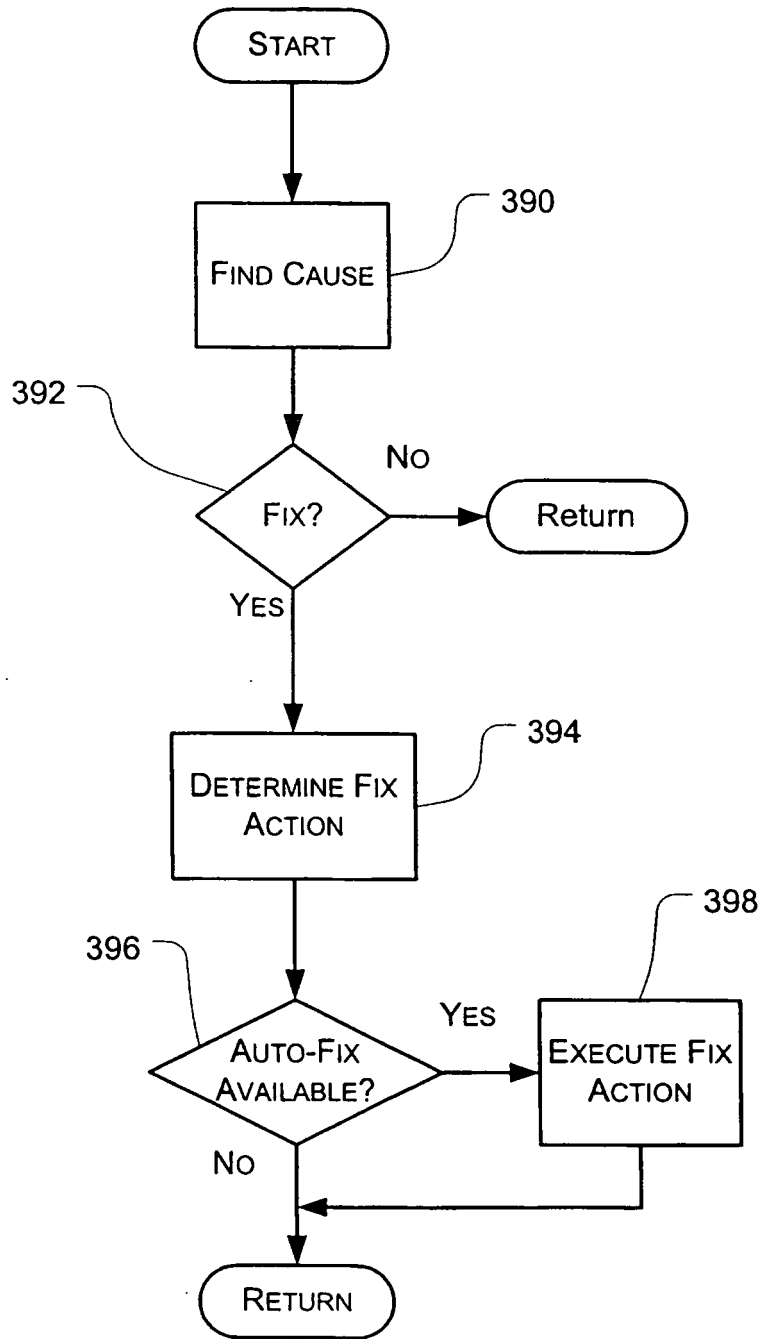 START
390
FIND CAUSE
392
NO
FIX?
Return
YES
394
DETERMINE FIX
ACTION
398
396
YES
AUTO-FIX
AVAILABLE?
EXECUTE FIX
ACTION
NO
RETURN